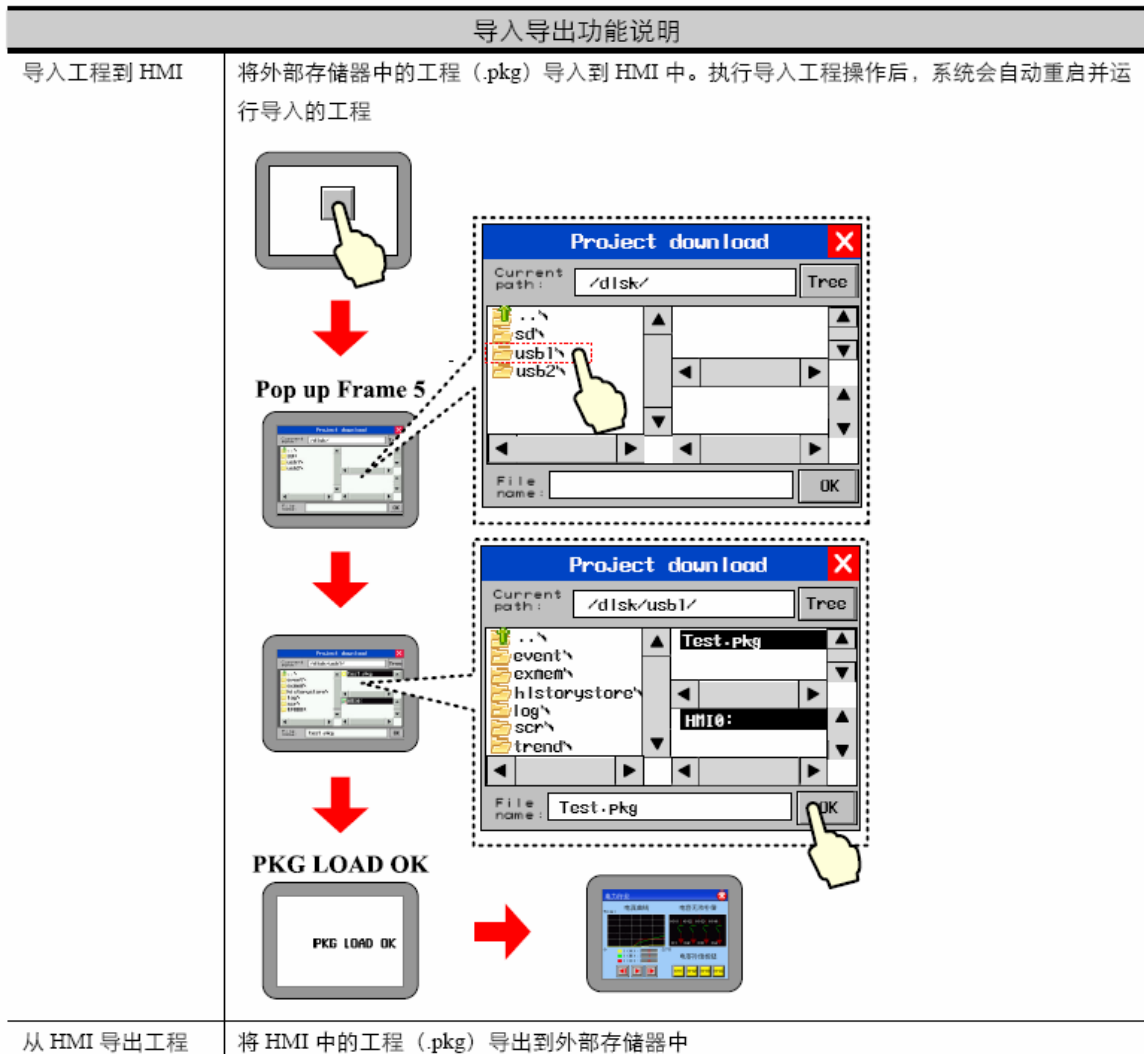 导入导出功能说明
导入工程到 HMI
将外部存储器中的工程（.pkg）导入到 HMI 中。执行导入工程操作后，系统会自动重启并运
行导入的工程
Project download
Current
path:
/disk/
Tree
..\
sd\
usb1\
usb2\
File
name:
OK
Pop up Frame 5
Project download
/disk/
Project download
Current
path:
/disk/usb1/
Tree
..\
event\
exmem\
historystore\
log\
scr\
trend\
Test.pkg
HMI0:
File
name:
Test.pkg
OK
PKG LOAD OK
PKG LOAD OK
从 HMI 导出工程
将 HMI 中的工程（.pkg）导出到外部存储器中